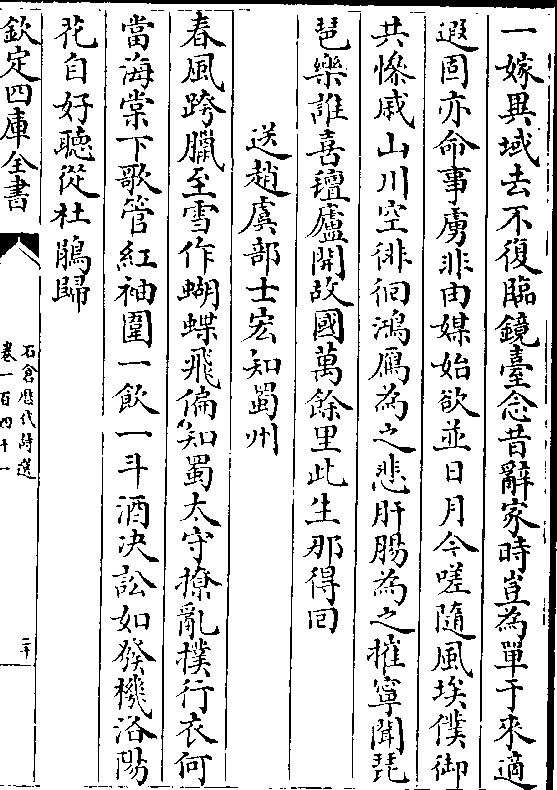 一嫁異域去不復臨鏡臺念昔辭家時豈為單于來適
遐固亦命事虜非由媒始欲並日月今嗟隨風埃僕御
共慘戚山川空徘徊鴻鴈為之悲肝腸為之摧寧聞琵
琶樂誰喜氊廬開故國萬餘里此生那得回
送趙虞部士宏知蜀州
春風跨臘至雪作蝴蝶飛偏知蜀太守撩亂撲行衣何
當海棠下歌管紅袖圍一飲一斗酒决訟如發機洛陽
花自好聽從杜鵑歸
欽定四庫全書
石倉歴代詩選
卷一百四十一
二十